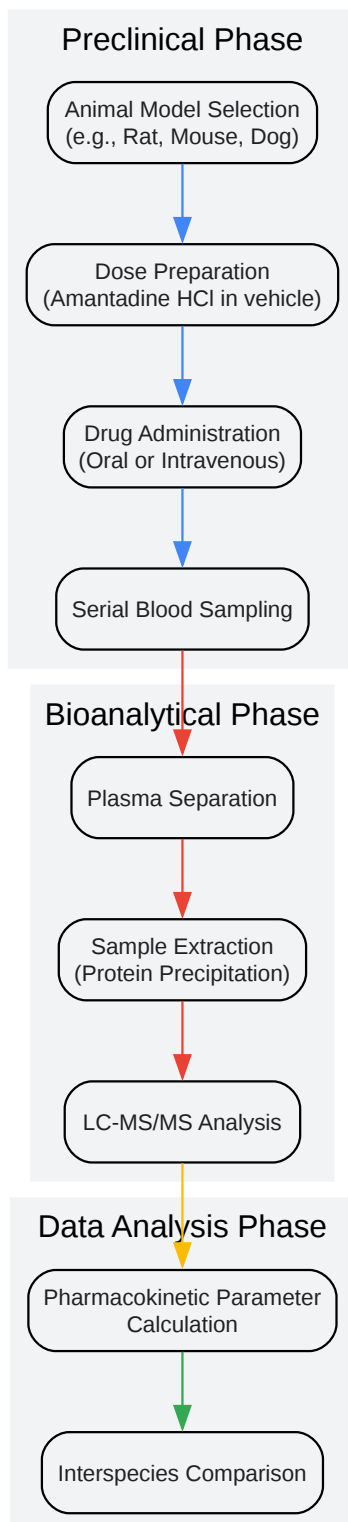 Preclinical Phase
Animal Model Selection
(e.g., Rat, Mouse, Dog)
Dose Preparation
(Amantadine HCl in vehicle)
Drug Administration
(Oral or Intravenous)
Serial Blood Sampling
Bioanalytical Phase
Plasma Separation
Sample Extraction
(Protein Precipitation)
LC-MS/MS Analysis
Data Analysis Phase
Pharmacokinetic Parameter
Calculation
Interspecies Comparison